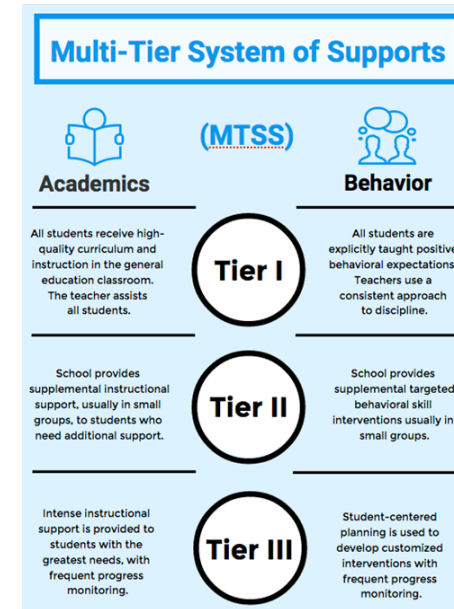 Multi-Tier System of Supports
(MTSS)
Academics
Behavior
All students receive high-
quality curriculum and
instruction in the general
education classroom.
The teacher assists
all students.
Tier I
All students are
explicitly taught positive
behavioral expectations
Teachers use a
consistent approach
to discipline.
School provides
supplemental instructional
support, usually in small
groups, to students who
need additional support.
Tier II
School provides
supplemental targeted
behavioral skill
interventions usually in
small groups.
Intense instructional
support is provided to
students with the
greatest needs, with
frequent progress
monitoring.
Tier III
Student-centered
planning is used to
develop customized
interventions with
frequent progress
monitoring.